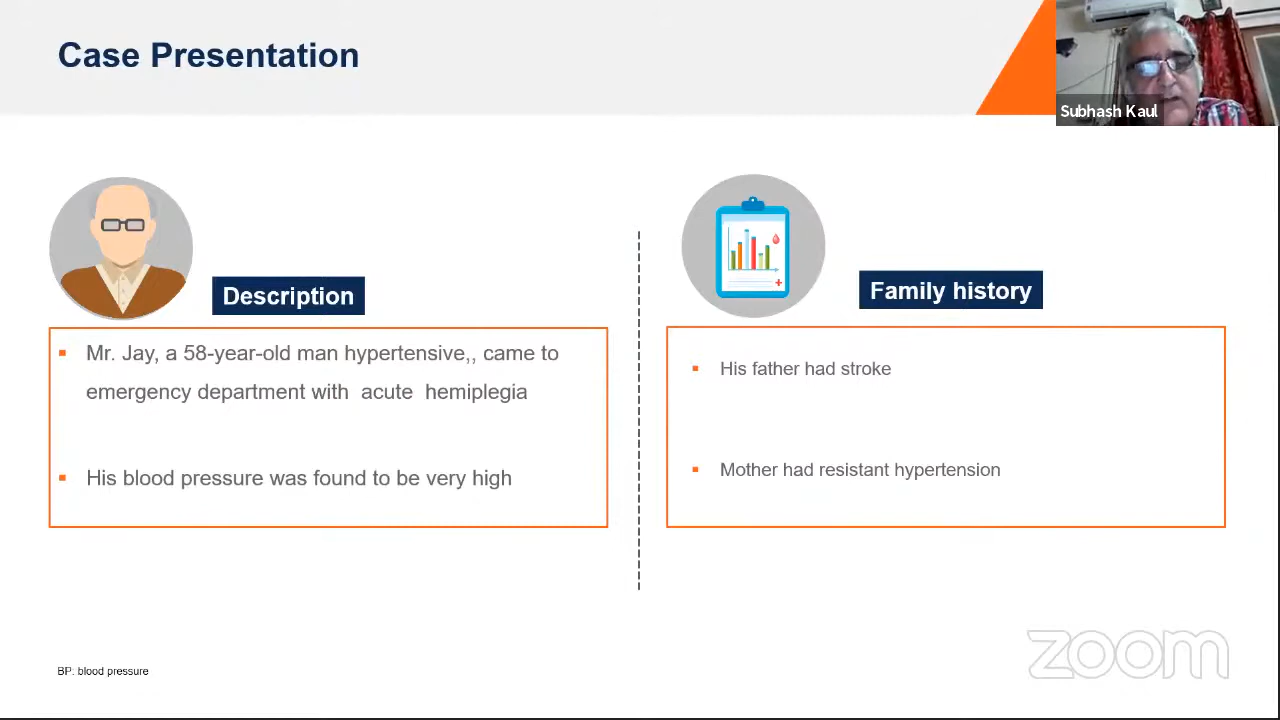 Case Presentation
Subhash Kaul
Description
▪ Mr. Jay, a 58-year-old man hypertensive,, came to
emergency department with acute hemiplegia
▪ His blood pressure was found to be very high
Family history
▪ His father had stroke
▪ Mother had resistant hypertension
BP. blood pressure
zoom